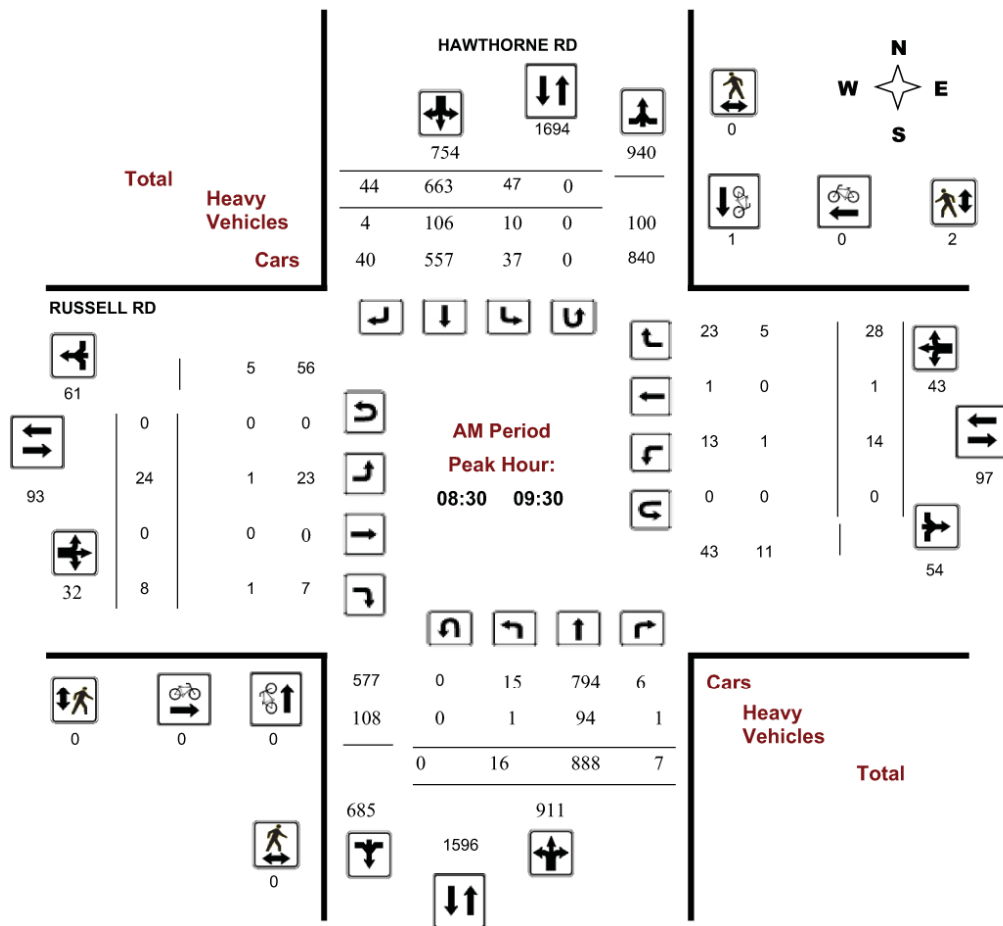 HAWTHORNE RD
N
W E
S
1694
0
754 940
Total 44 663 47 0
Heavy
Vehicles 4 106 10 0 100
1 0 2
Cars 40 557 37 0 840
RUSSELL RD
23 5 28
5 56
61
1 0 1 43
0 0 0
AM Period
13 1 14
Peak Hour:
24 1 23
97
93
08:30 09:30
0 0 0
0 0 0
43 11
54
32 8 1 7
577 0 15 794 6 Cars
108 0 1 94 1 Heavy
Vehicles
0 0 0
0 16 888 7 Total
685 911
1596
0